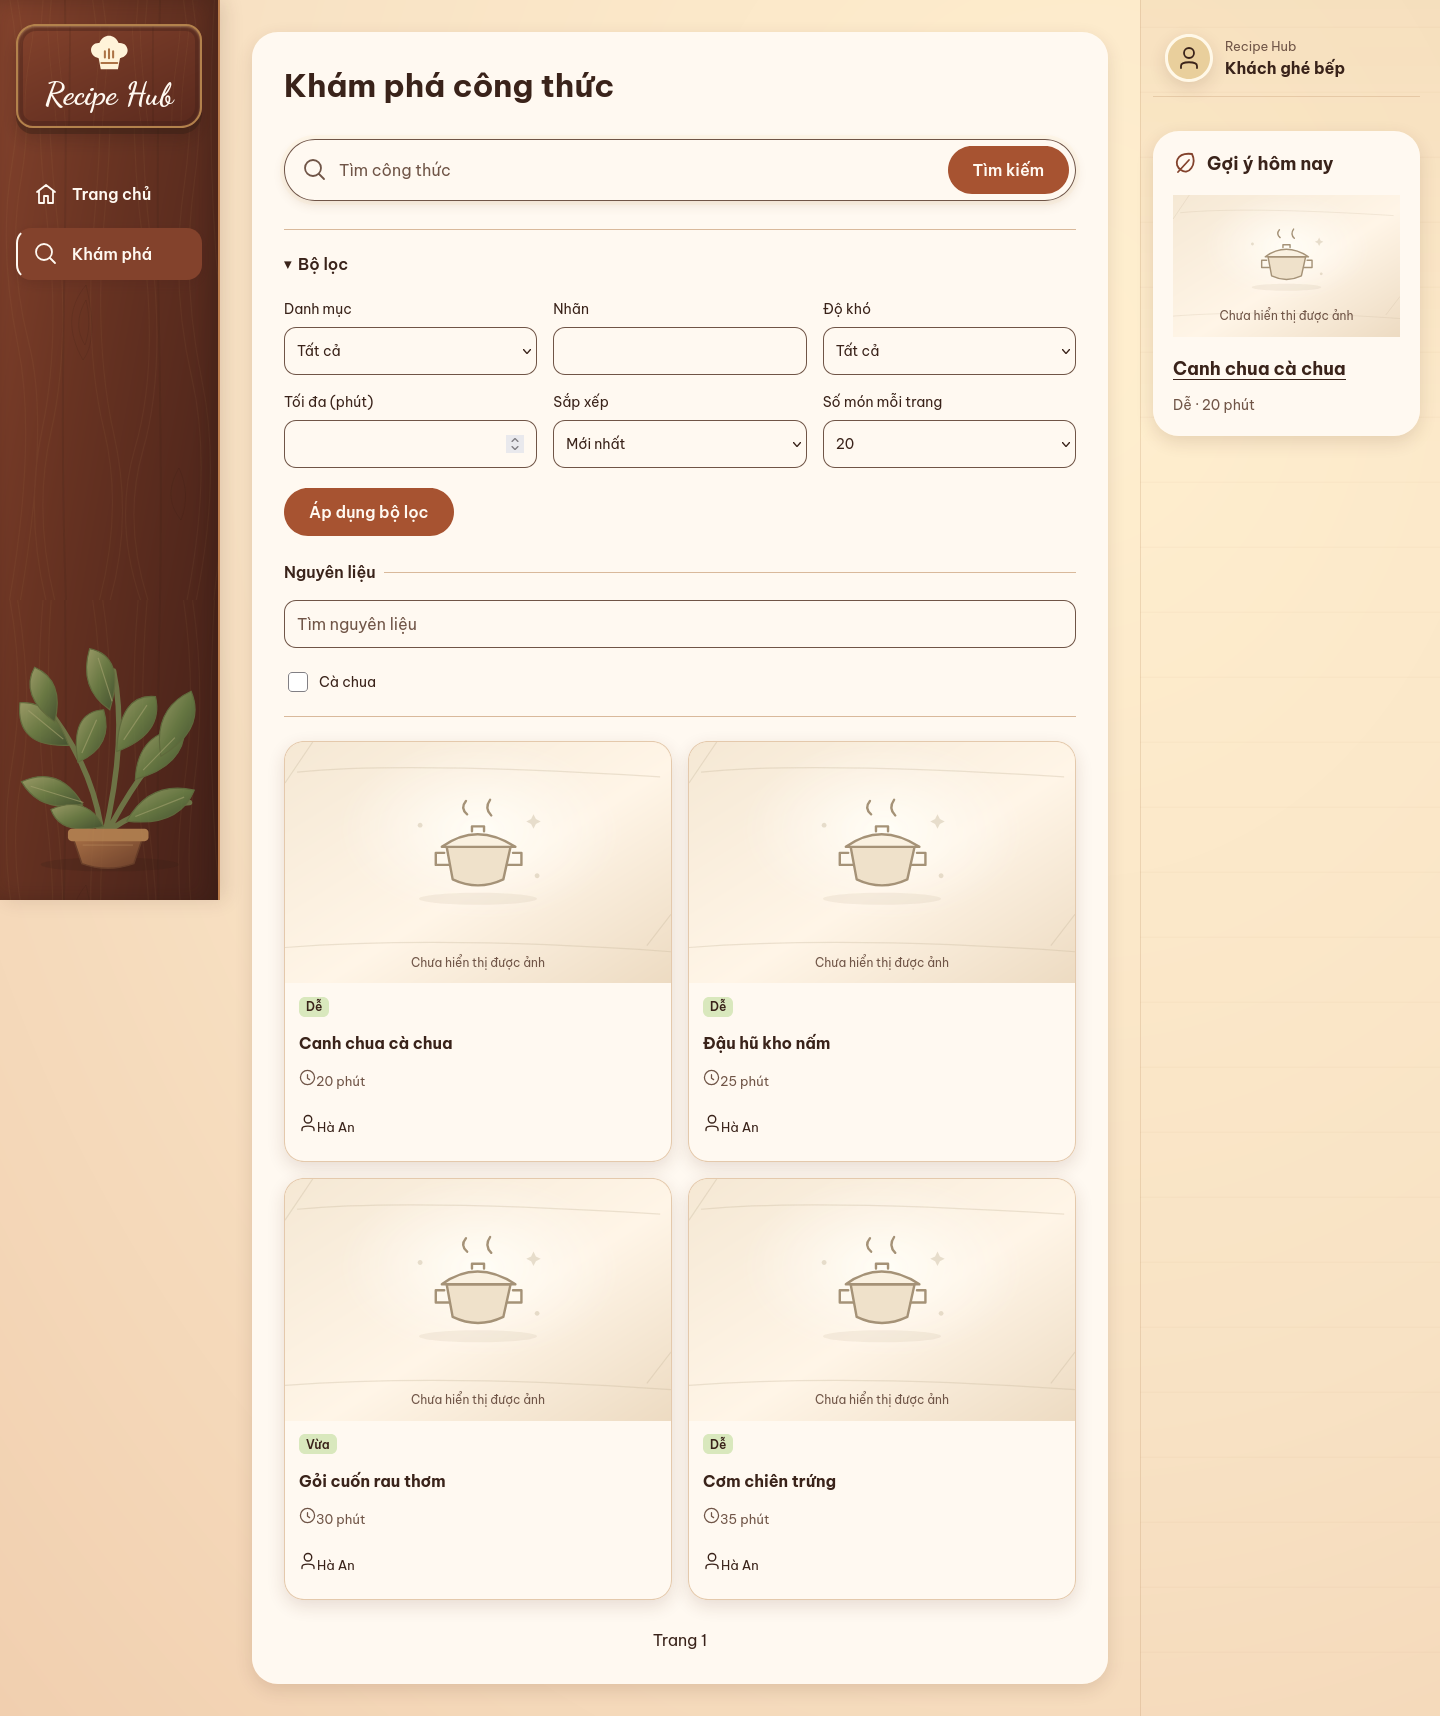 Recipe Hub
Trang chủ
Khám phá
Khám phá công thức
Tìm công thức
Tìm kiếm
▾ Bộ lọc
Danh mục
Nhãn
Độ khó
Tất cả
Tất cả
Tối đa (phút)
Sắp xếp
Số món mỗi trang
Mới nhất
20
Áp dụng bộ lọc
Nguyên liệu
Tìm nguyên liệu
Cà chua
Chưa hiển thị được ảnh
Dễ
Canh chua cà chua
20 phút
Hà An
Chưa hiển thị được ảnh
Dễ
Đậu hũ kho nấm
25 phút
Hà An
Chưa hiển thị được ảnh
Vừa
Gỏi cuốn rau thơm
30 phút
Hà An
Chưa hiển thị được ảnh
Dễ
Cơm chiên trứng
35 phút
Hà An
Trang 1
Recipe Hub
Khách ghé bếp
Gợi ý hôm nay
Chưa hiển thị được ảnh
Canh chua cà chua
Dễ · 20 phút